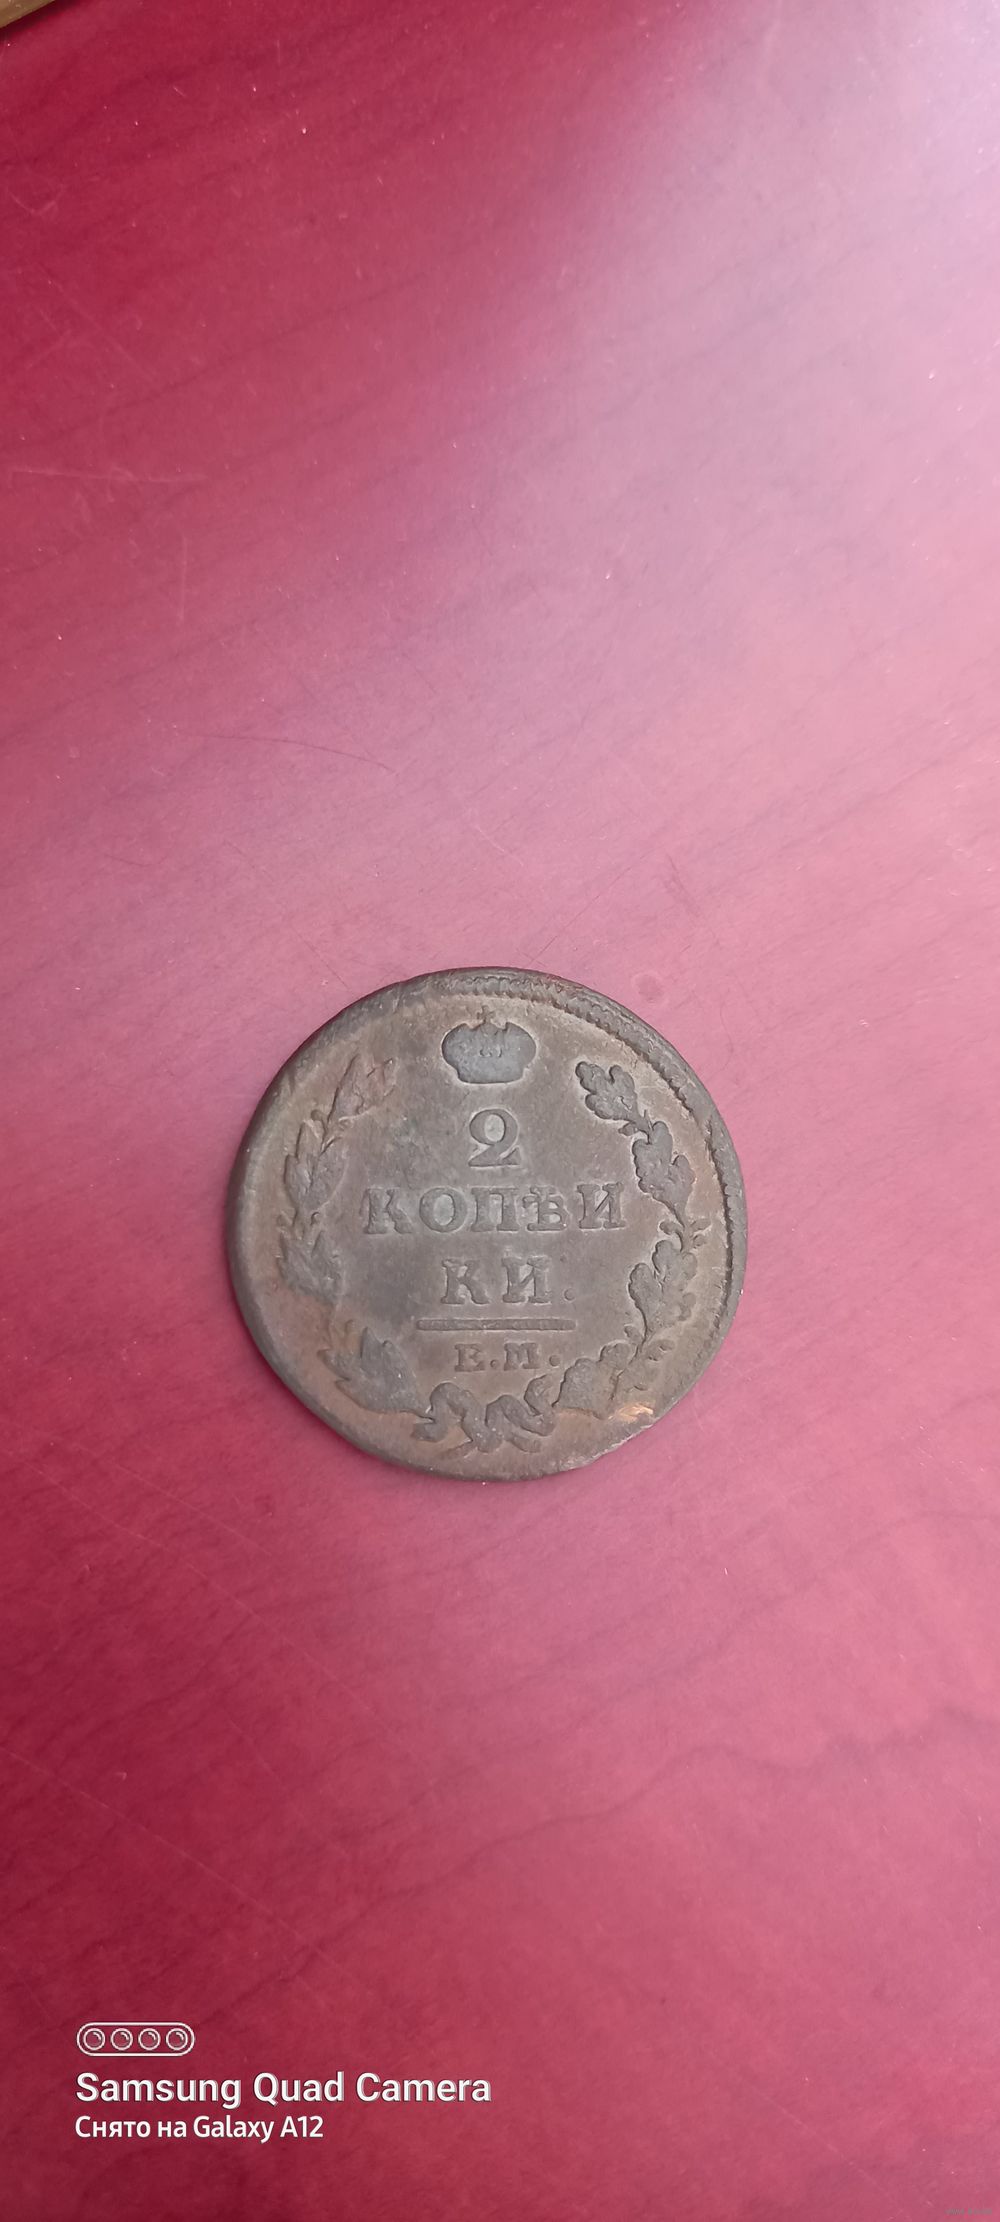 2
КОПѢИ
КИ.
Е.М.
Samsung Quad Camera
Снято на Galaxy A12